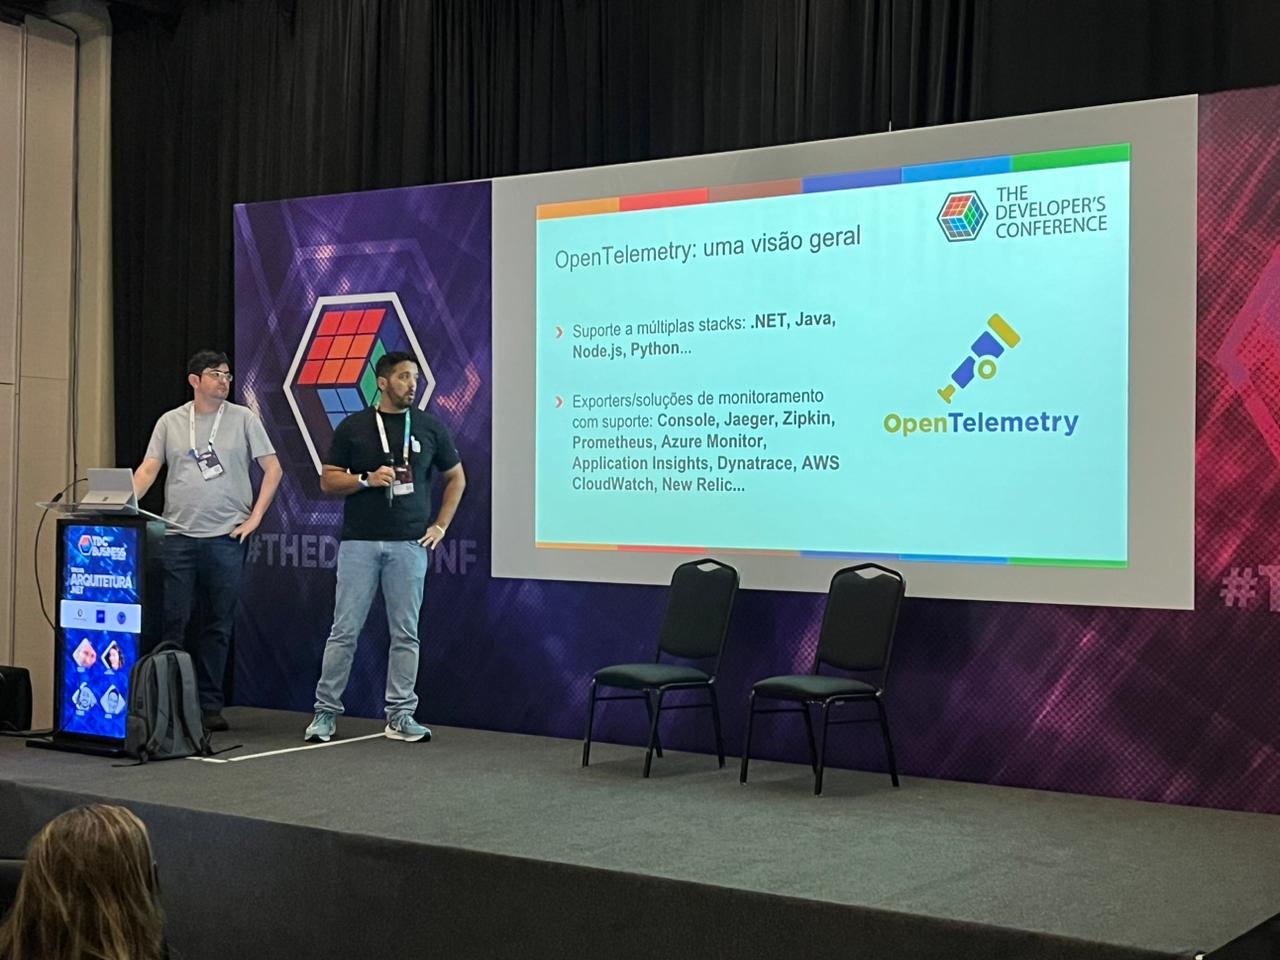 THE
DEVELOPER'S
CONFERENCE
OpenTelemetry: uma visão geral
Suporte a múltiplas stacks: .NET, Java,
Node.js, Python...
Exporters/soluções de monitoramento
com suporte: Console, Jaeger, Zipkin,
Prometheus, Azure Monitor,
Application Insights, Dynatrace, AWS
CloudWatch, New Relic...
OpenTelemetry
#THED
NF
TDC
BUSINESS
ARQUITETURA
.NET